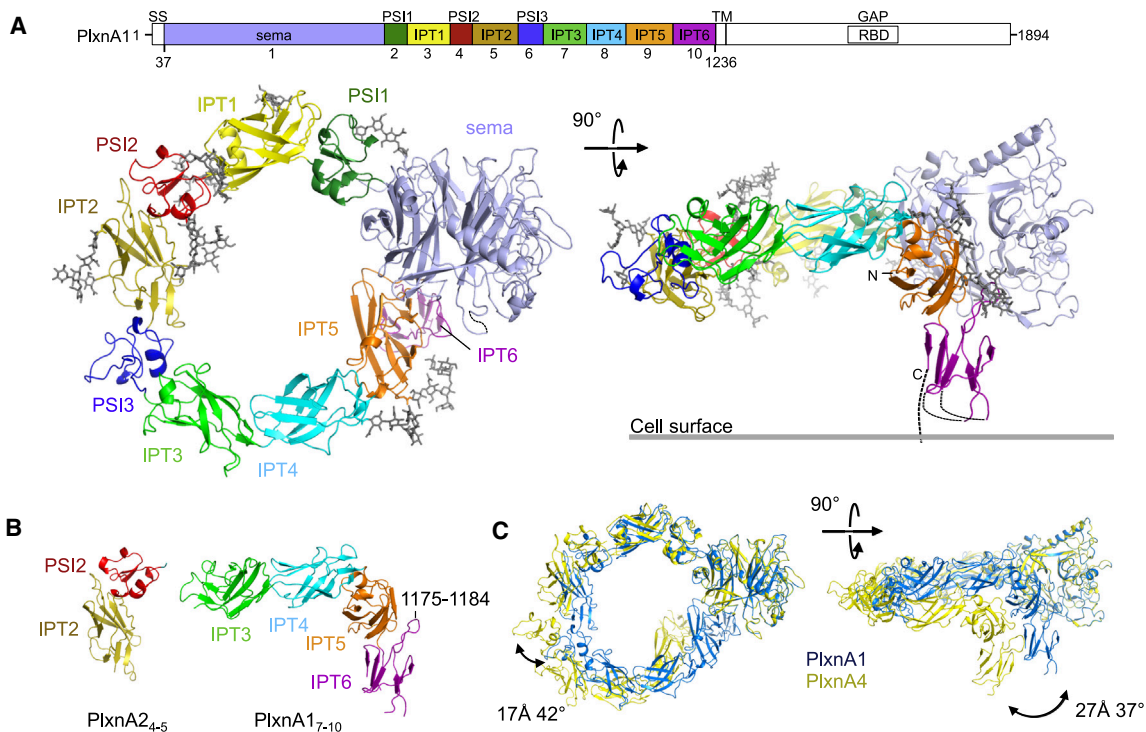 A
SS PSI1 PSI2 PSI3 TM GAP
PlxnA1 1 sema IPT1 IPT2 IPT3 IPT4 IPT5 IPT6 RBD 1894
37 1 2 3 4 5 6 7 8 9 10 1236
IPT1
PSI1
sema
PSI2
IPT2
IPT5
IPT6
PSI3
IPT3
IPT4
90°
N
C
Cell surface
B
PSI2
IPT2
IPT3
IPT4
IPT5
IPT6
1175-1184
PlxnA24-5
PlxnA17-10
C
90°
17Å 42°
PlxnA1
PlxnA4
27Å 37°